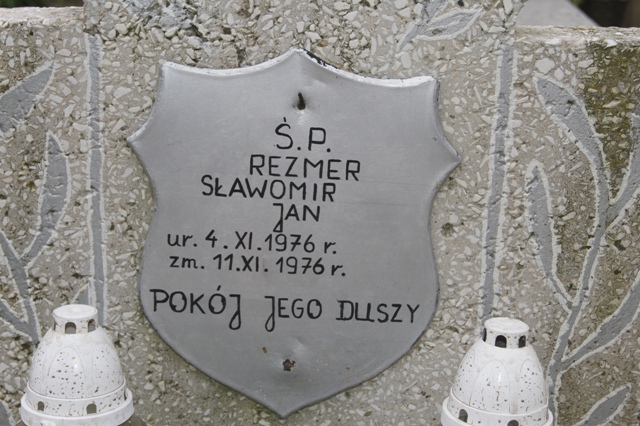 Ś.P.
REZMER
SŁAWOMIR
JAN
ur. 4. XI. 1976 r.
zm. 11. XI. 1976 r.
POKÓJ JEGO DUSZY